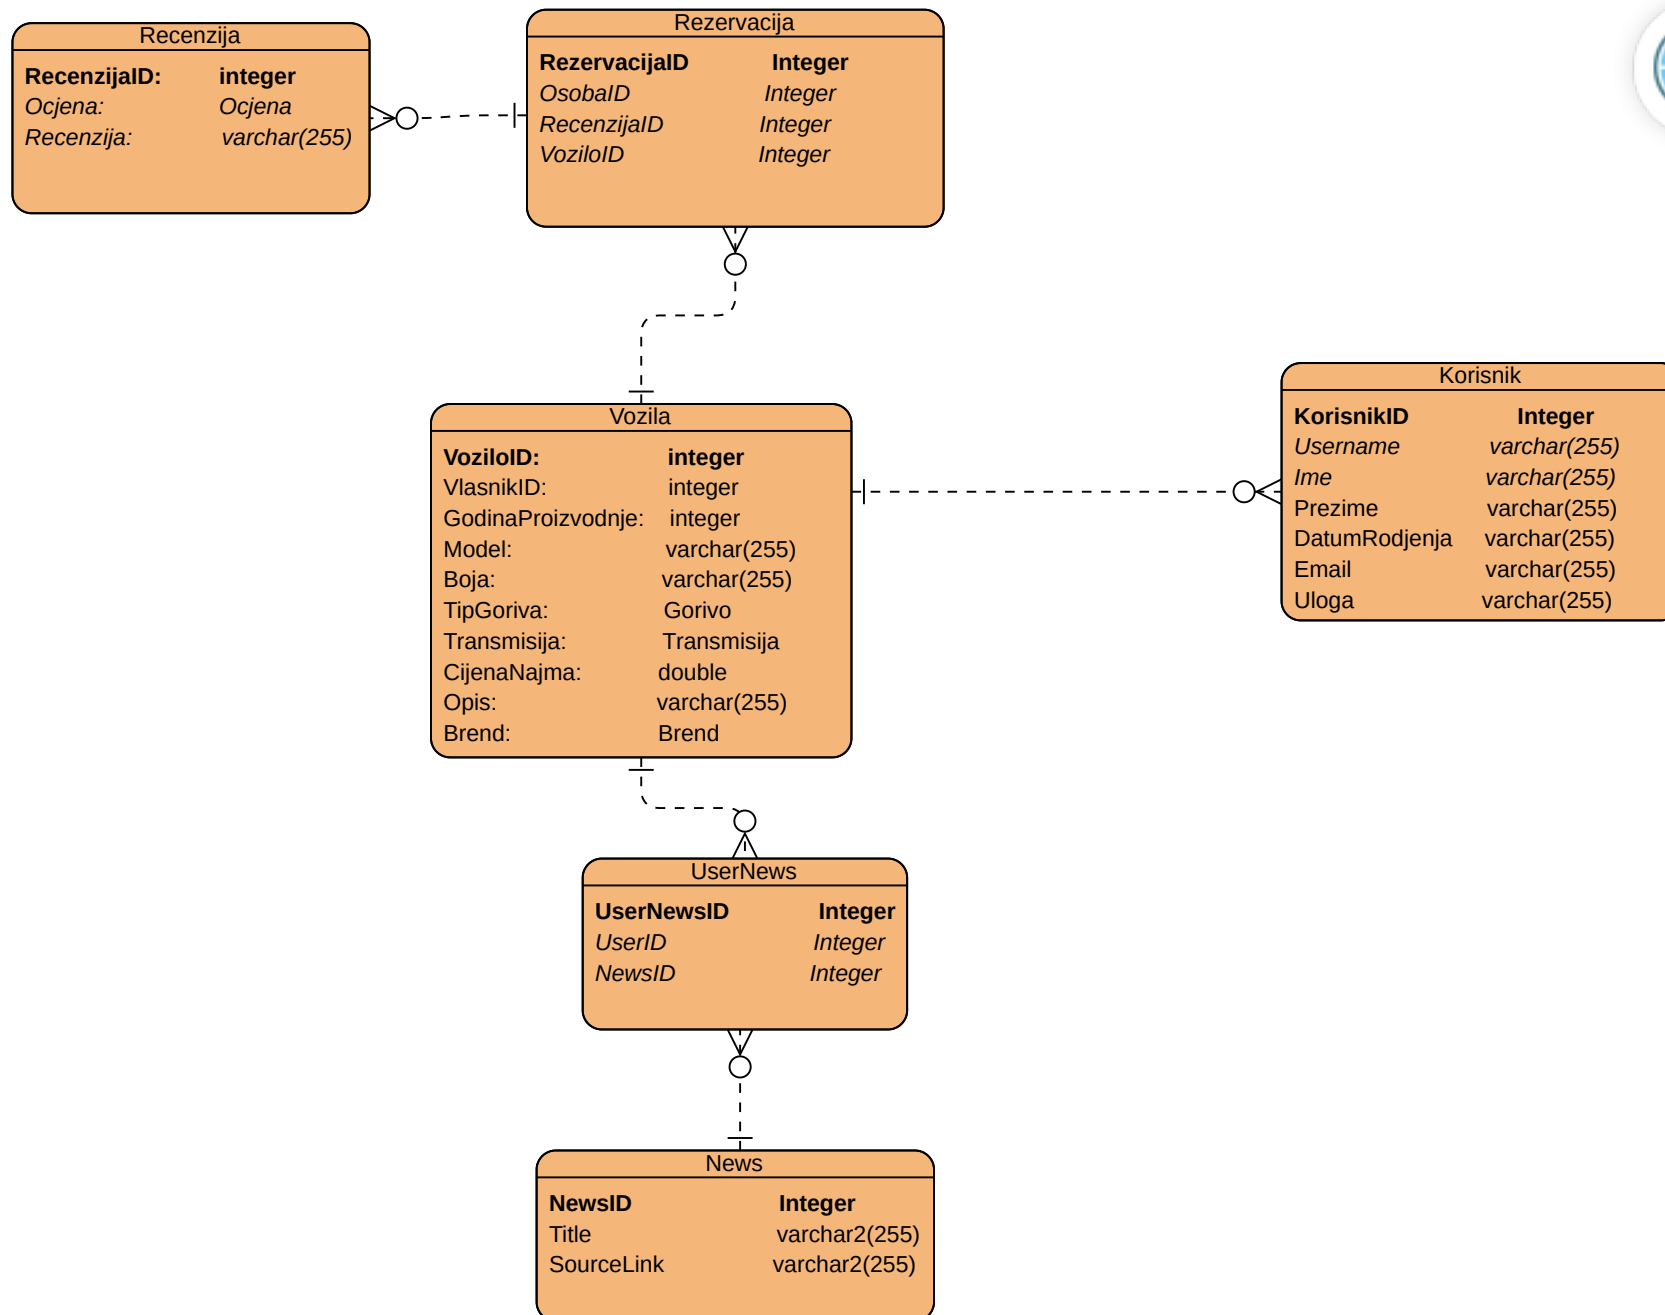 Recenzija
RecenzijaID: integer
Ocjena: Ocjena
Recenzija: varchar(255)
Rezervacija
RezervacijaID Integer
OsobaID Integer
RecenzijaID Integer
VoziloID Integer
Vozila
VoziloID: integer
VlasnikID: integer
GodinaProizvodnje: integer
Model: varchar(255)
Boja: varchar(255)
TipGoriva: Gorivo
Transmisija: Transmisija
CijenaNajma: double
Opis: varchar(255)
Brend: Brend
Korisnik
KorisnikID Integer
Username varchar(255)
Ime varchar(255)
Prezime varchar(255)
DatumRodjenja varchar(255)
Email varchar(255)
Uloga varchar(255)
UserNews
UserNewsID Integer
UserID Integer
NewsID Integer
News
NewsID Integer
Title varchar2(255)
SourceLink varchar2(255)